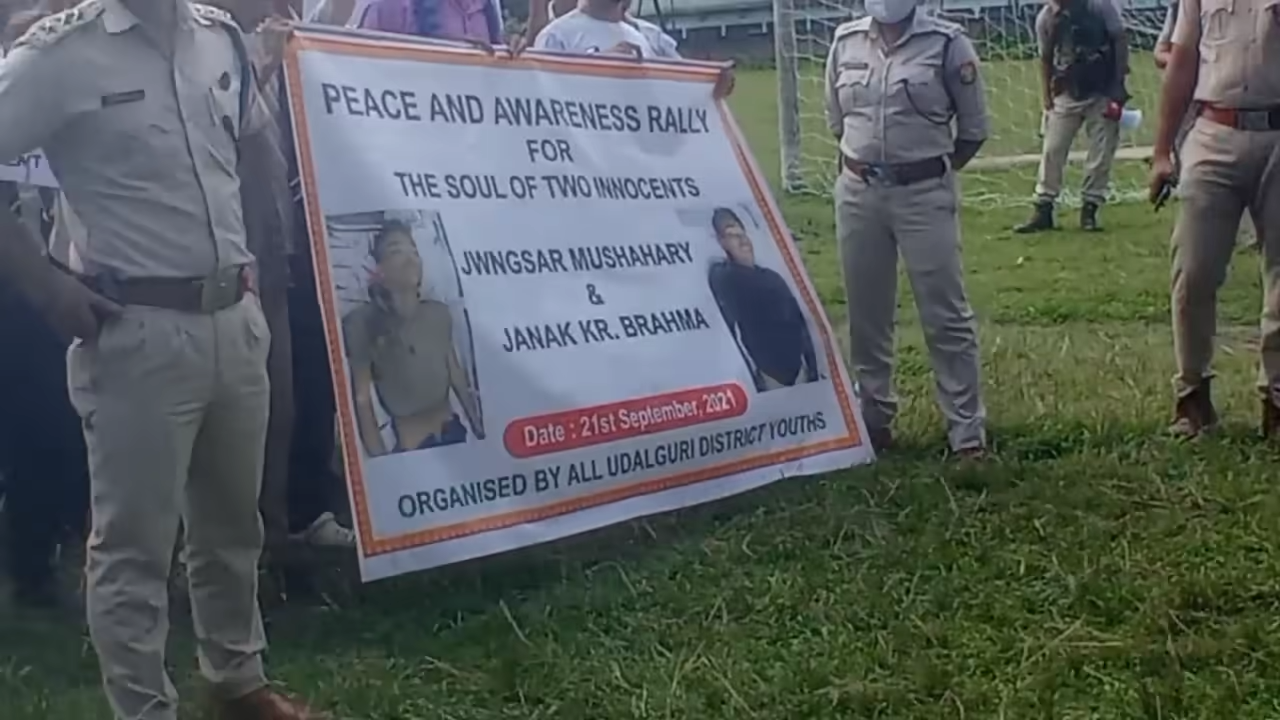 PEACE AND AWARENESS RALLY
FOR
THE SOUL OF TWO INNOCENTS
JWNGSAR MUSHAHARY
&
JANAK KR. BRAHMA
Date : 21st September, 2021
ORGANISED BY ALL UDALGURI DISTRICT YOUTHS